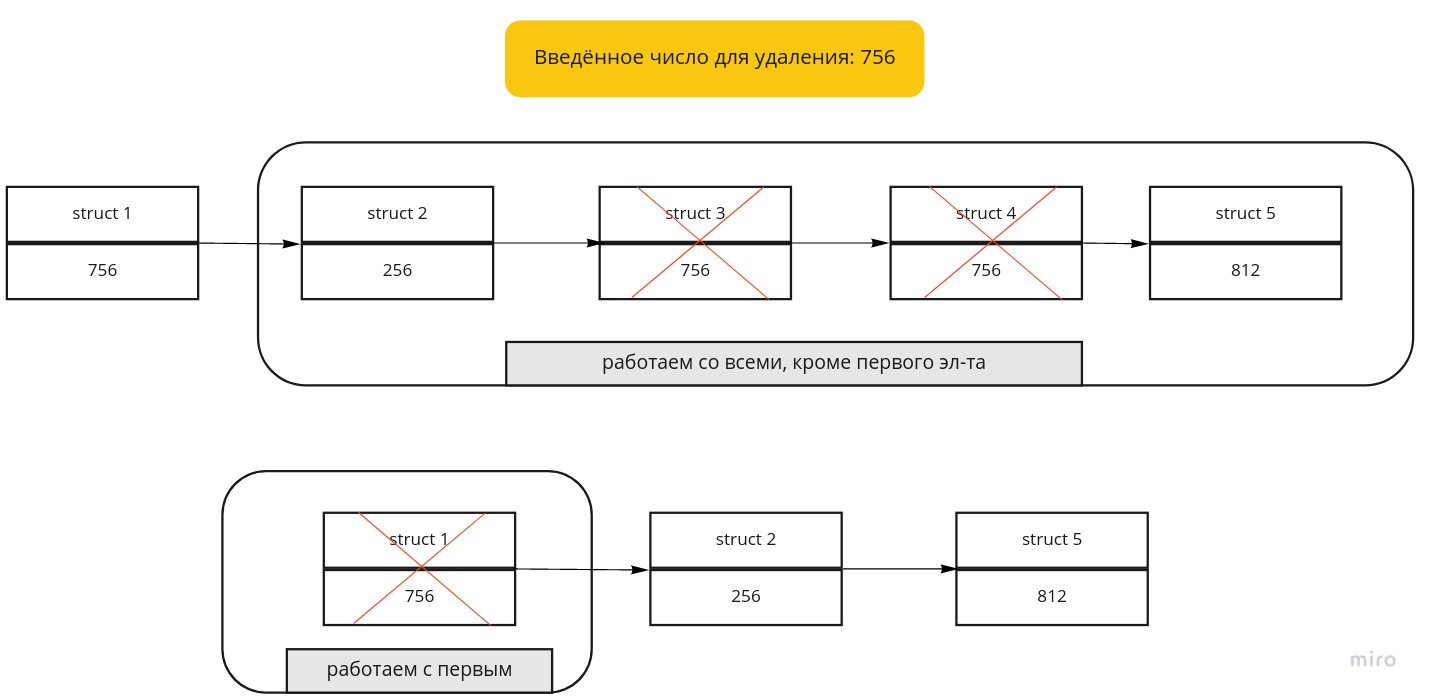 Введённое число для удаления: 756
struct 1
struct 2
struct 3
struct 4
struct 5
756
256
756
756
812
работаем со всеми, кроме первого эл-та
struct 1
struct 2
struct 5
756
256
812
работаем с первым
miro